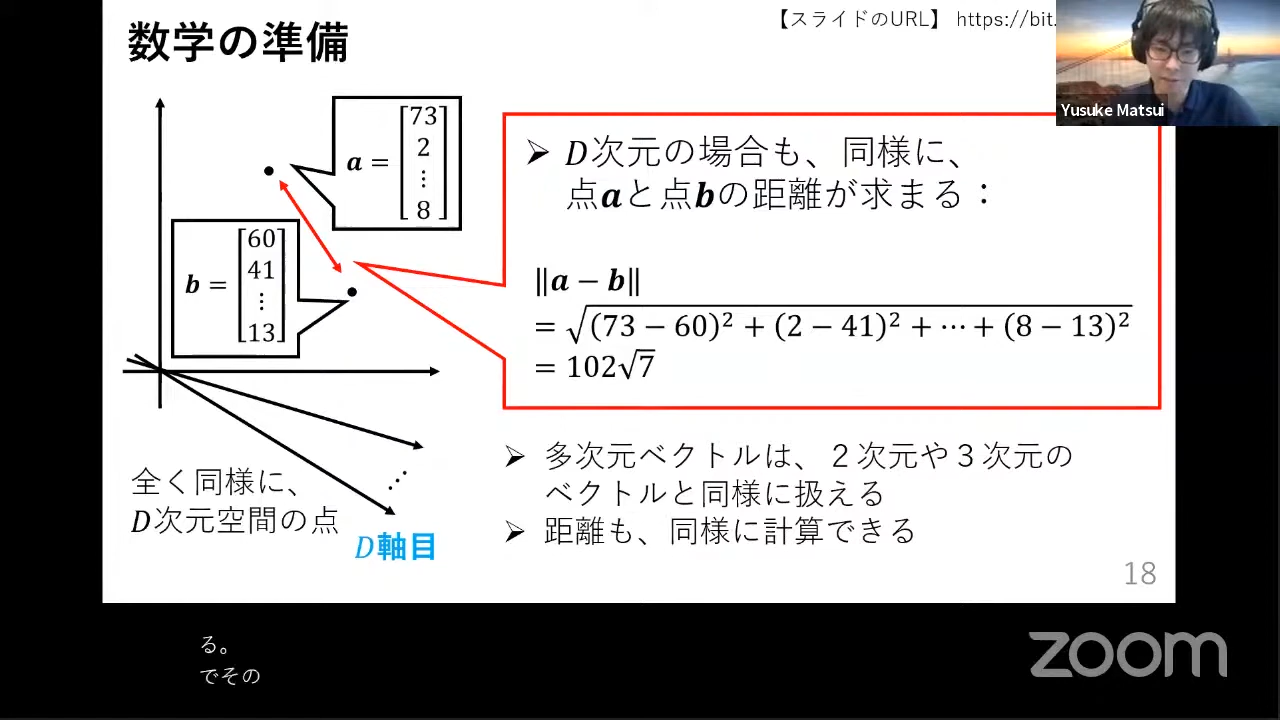 数学の準備
【スライドのURL】 https://bit.
Yusuke Matsui
a = [73 2 ⋮ 8]
b = [60 41 ⋮ 13]
➢ D次元の場合も、同様に、
点aと点bの距離が求まる：
‖a − b‖
= √(73 − 60)² + (2 − 41)² + ⋯ + (8 − 13)²
= 102√7
全く同様に、
D次元空間の点
D軸目
➢ 多次元ベクトルは、２次元や３次元の
ベクトルと同様に扱える
➢ 距離も、同様に計算できる
18
る。
でその
zoom